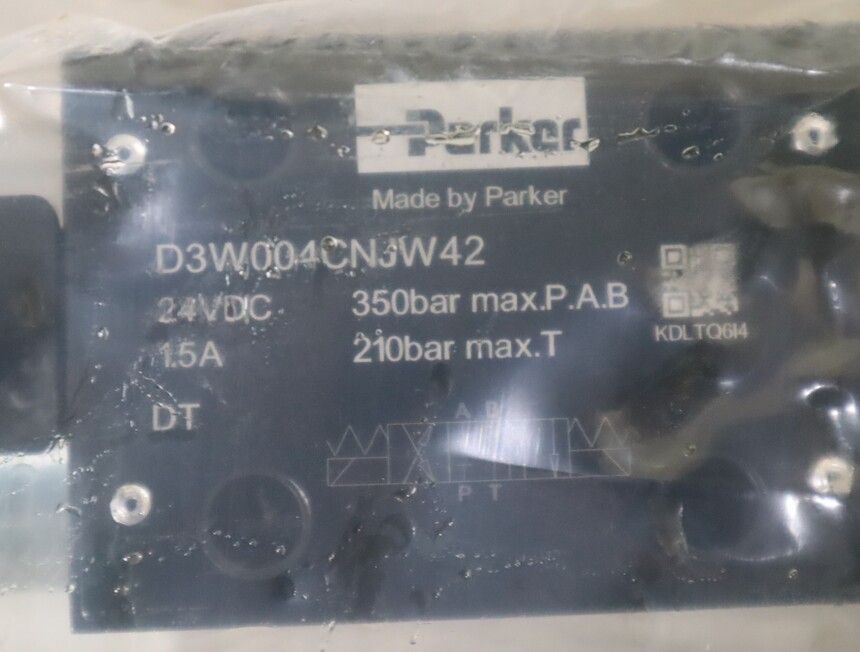 Parker
Made by Parker
D3W004CNJW42
24VDC 350bar max.P.A.B
1.5A 210bar max.T
KDLTQ6I4
DT
A B
P T